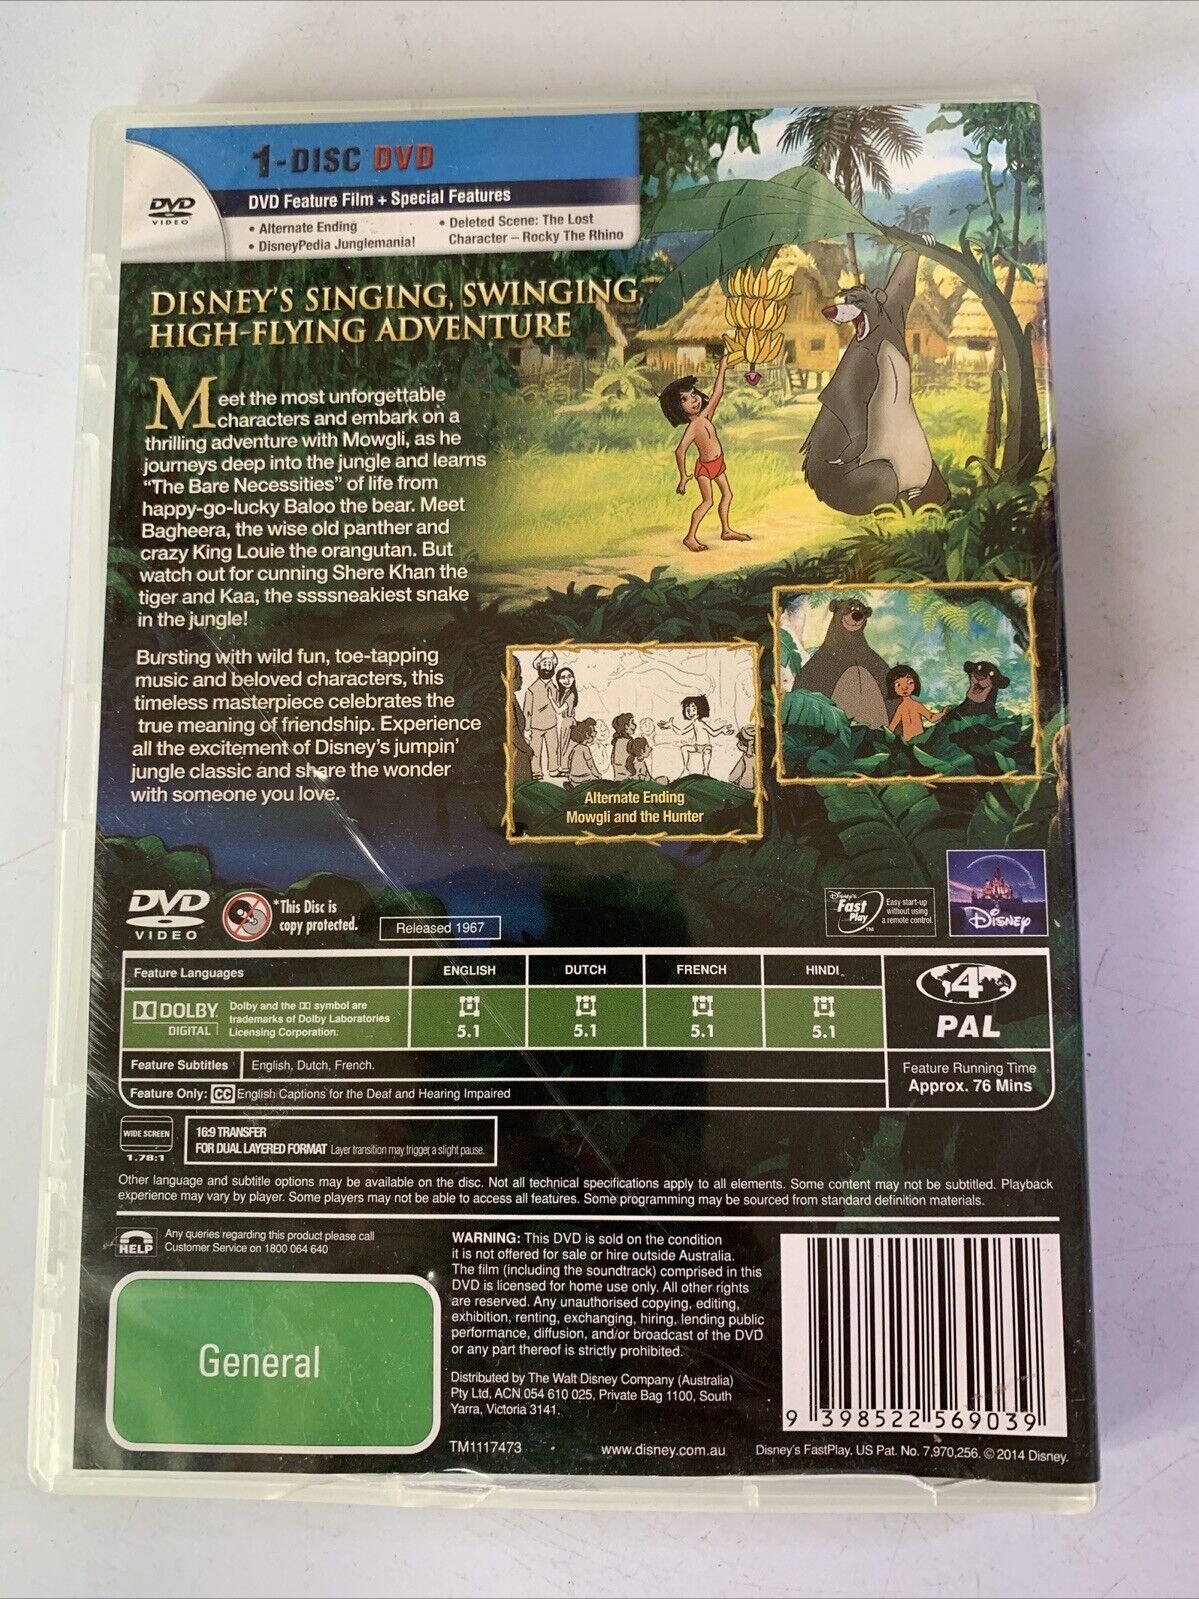 1-DISC DVD
DVD
VIDEO
DVD Feature Film + Special Features
• Alternate Ending
• DisneyPedia Junglemania!
• Deleted Scene: The Lost
Character – Rocky The Rhino
DISNEY'S SINGING, SWINGING,
HIGH-FLYING ADVENTURE
Meet the most unforgettable
characters and embark on a
thrilling adventure with Mowgli, as he
journeys deep into the jungle and learns
“The Bare Necessities” of life from
happy-go-lucky Baloo the bear. Meet
Bagheera, the wise old panther and
crazy King Louie the orangutan. But
watch out for cunning Shere Khan the
tiger and Kaa, the ssssneakiest snake
in the jungle!
Bursting with wild fun, toe-tapping
music and beloved characters, this
timeless masterpiece celebrates the
true meaning of friendship. Experience
all the excitement of Disney's jumpin'
jungle classic and share the wonder
with someone you love.
Alternate Ending
Mowgli and the Hunter
DVD
VIDEO
*This Disc is
copy protected.
Released 1967
Disney's
Fast
Play
TM
Easy start-up
without using
a remote control.
Disney
Feature Languages
ENGLISH
DUTCH
FRENCH
HINDI
DOLBY
DIGITAL
Dolby and the DD symbol are
trademarks of Dolby Laboratories
Licensing Corporation.
5.1
5.1
5.1
5.1
4
PAL
Feature Subtitles
English, Dutch, French.
Feature Running Time
Approx. 76 Mins
Feature Only: CC English Captions for the Deaf and Hearing Impaired
WIDE SCREEN
1.78:1
16:9 TRANSFER
FOR DUAL LAYERED FORMAT Layer transition may trigger a slight pause.
Other language and subtitle options may be available on the disc. Not all technical specifications apply to all elements. Some content may not be subtitled. Playback
experience may vary by player. Some players may not be able to access all features. Some programming may be sourced from standard definition materials.
HELP
Any queries regarding this product please call
Customer Service on 1800 064 640
General
WARNING: This DVD is sold on the condition
it is not offered for sale or hire outside Australia.
The film (including the soundtrack) comprised in this
DVD is licensed for home use only. All other rights
are reserved. Any unauthorised copying, editing,
exhibition, renting, exchanging, hiring, lending public
performance, diffusion, and/or broadcast of the DVD
or any part thereof is strictly prohibited.
Distributed by The Walt Disney Company (Australia)
Pty Ltd, ACN 054 610 025, Private Bag 1100, South
Yarra, Victoria 3141.
9 398522 569039
TM1117473
www.disney.com.au
Disney's FastPlay, US Pat. No. 7,970,256. © 2014 Disney.